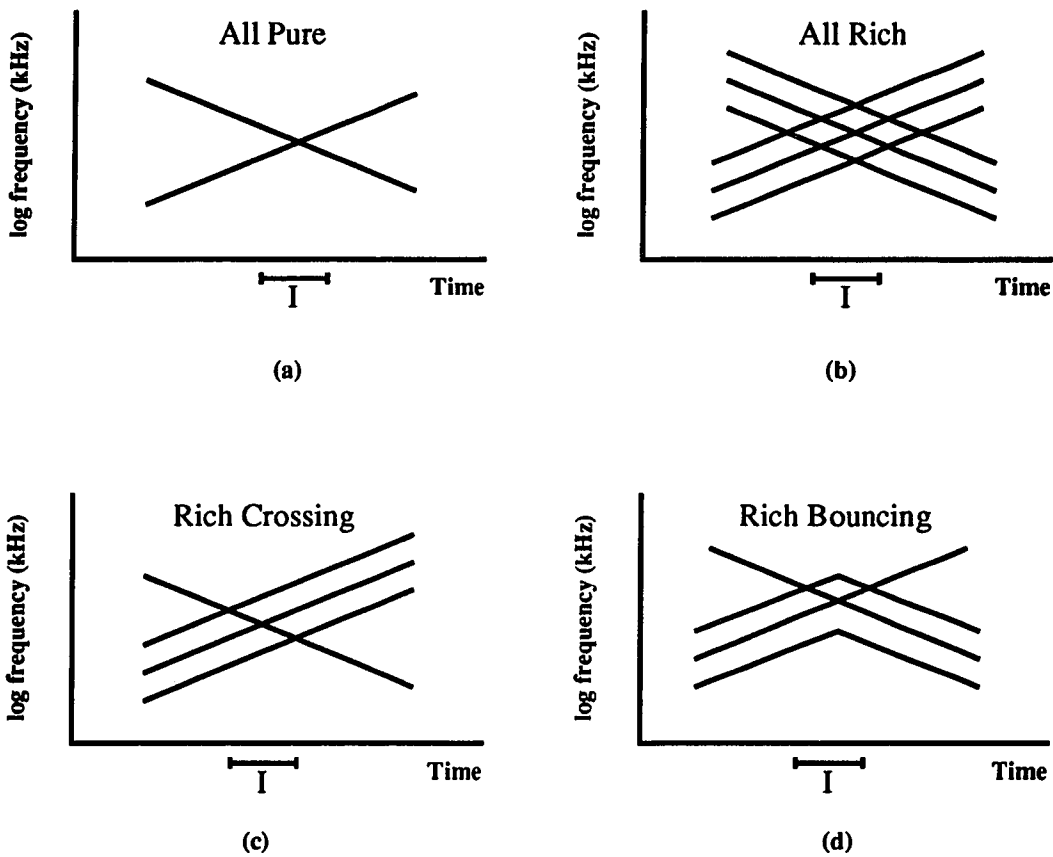 All Pure
log frequency (kHz)
Time
I
(a)
All Rich
log frequency (kHz)
Time
I
(b)
Rich Crossing
log frequency (kHz)
Time
I
(c)
Rich Bouncing
log frequency (kHz)
Time
I
(d)